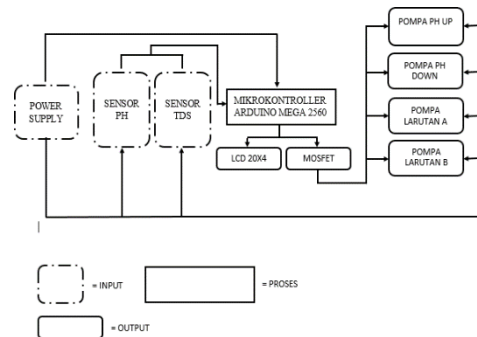 POWER
SUPPLY
SENSOR
PH
SENSOR
TDS
MIKROKONTROLLER
ARDUINO MEGA 2560
LCD 20X4
MOSFET
POMPA PH UP
POMPA PH
DOWN
POMPA
LARUTAN A
POMPA
LARUTAN B
= INPUT
= PROSES
= OUTPUT